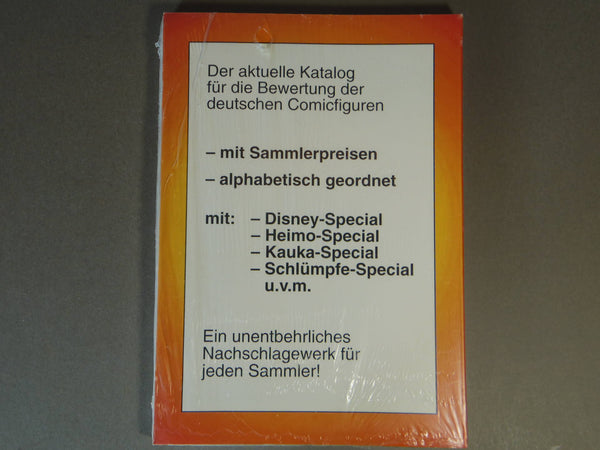 Der aktuelle Katalog
für die Bewertung der
deutschen Comicfiguren
– mit Sammlerpreisen
– alphabetisch geordnet
mit: – Disney-Special
– Heimo-Special
– Kauka-Special
– Schlümpfe-Special
u.v.m.
Ein unentbehrliches
Nachschlagewerk für
jeden Sammler!